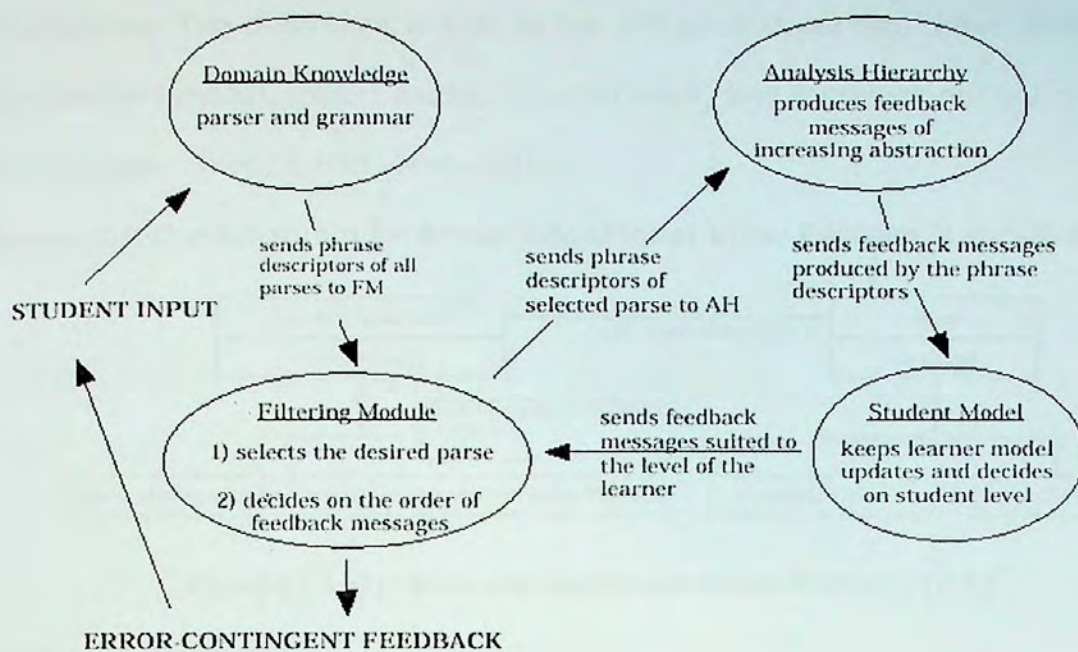 Domain Knowledge
parser and grammar
Analysis Hierarchy
produces feedback
messages of
increasing abstraction
sends phrase
descriptors of all
parses to FM
sends phrase
descriptors of
selected parse to AH
sends feedback messages
produced by the phrase
descriptors
STUDENT INPUT
Filtering Module
1) selects the desired parse
2) decides on the order of
feedback messages
sends feedback
messages suited to
the level of the
learner
Student Model
keeps learner model
updates and decides
on student level
ERROR-CONTINGENT FEEDBACK